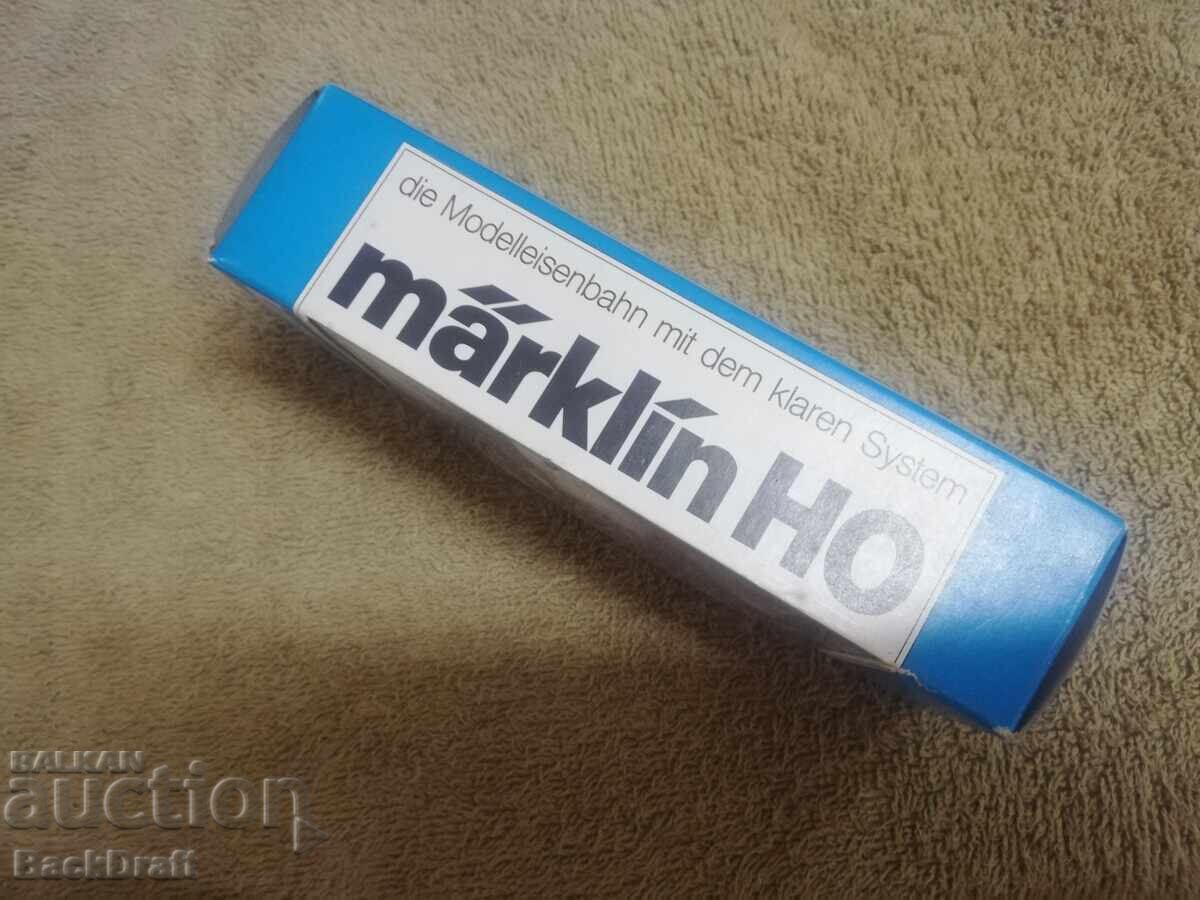 die Modelleisenbahn mit dem klaren System
märklin HO
BALKAN
auction
BackDraft